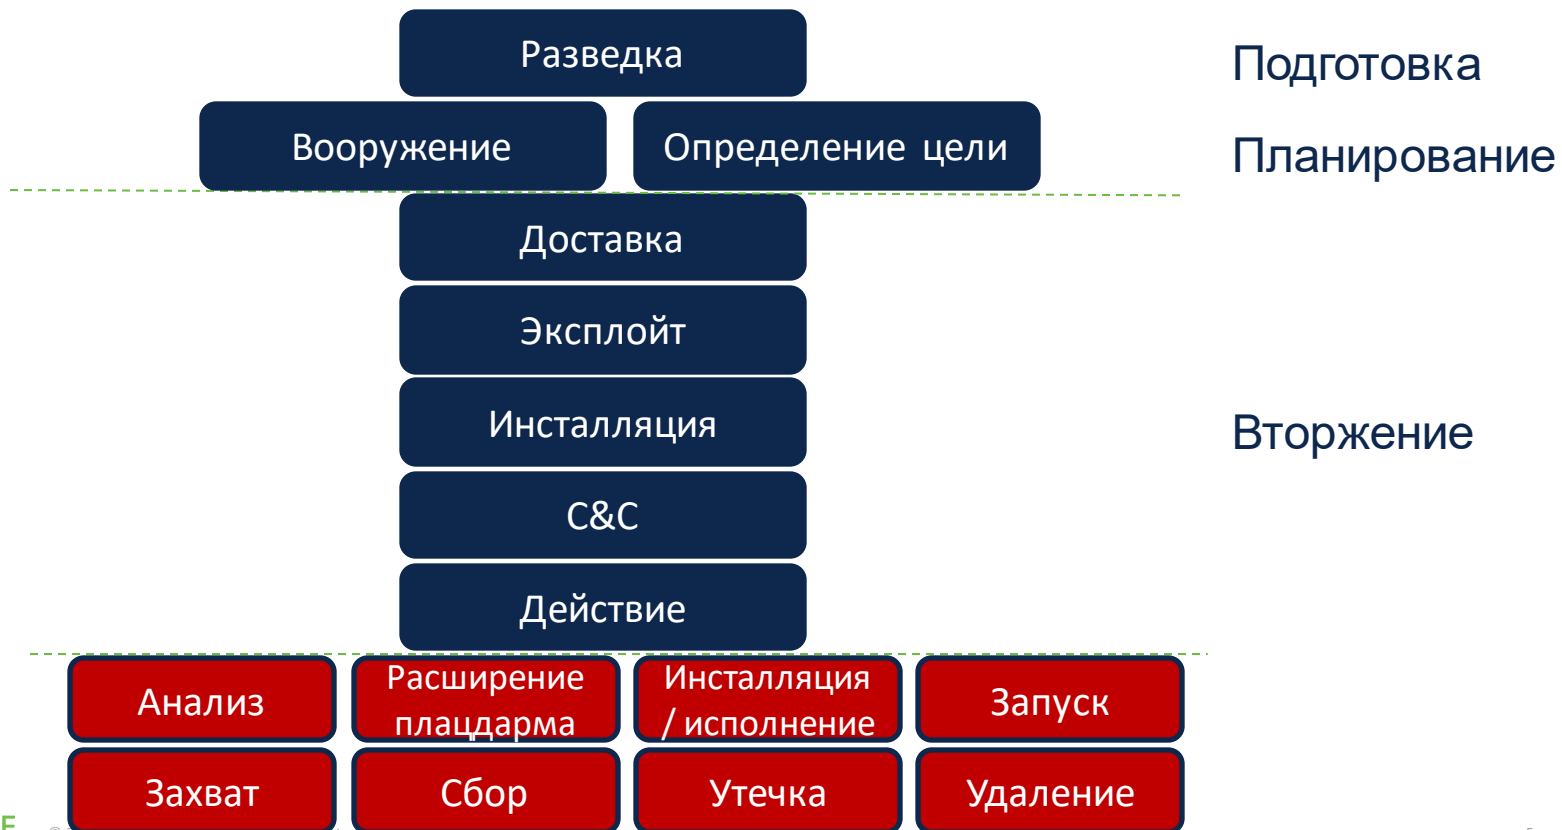 Разведка
Подготовка
Вооружение
Определение цели
Планирование
Доставка
Эксплойт
Инсталляция
Вторжение
C&C
Действие
Анализ
Расширение
плацдарма
Инсталляция
/ исполнение
Запуск
Захват
Сбор
Утечка
Удаление